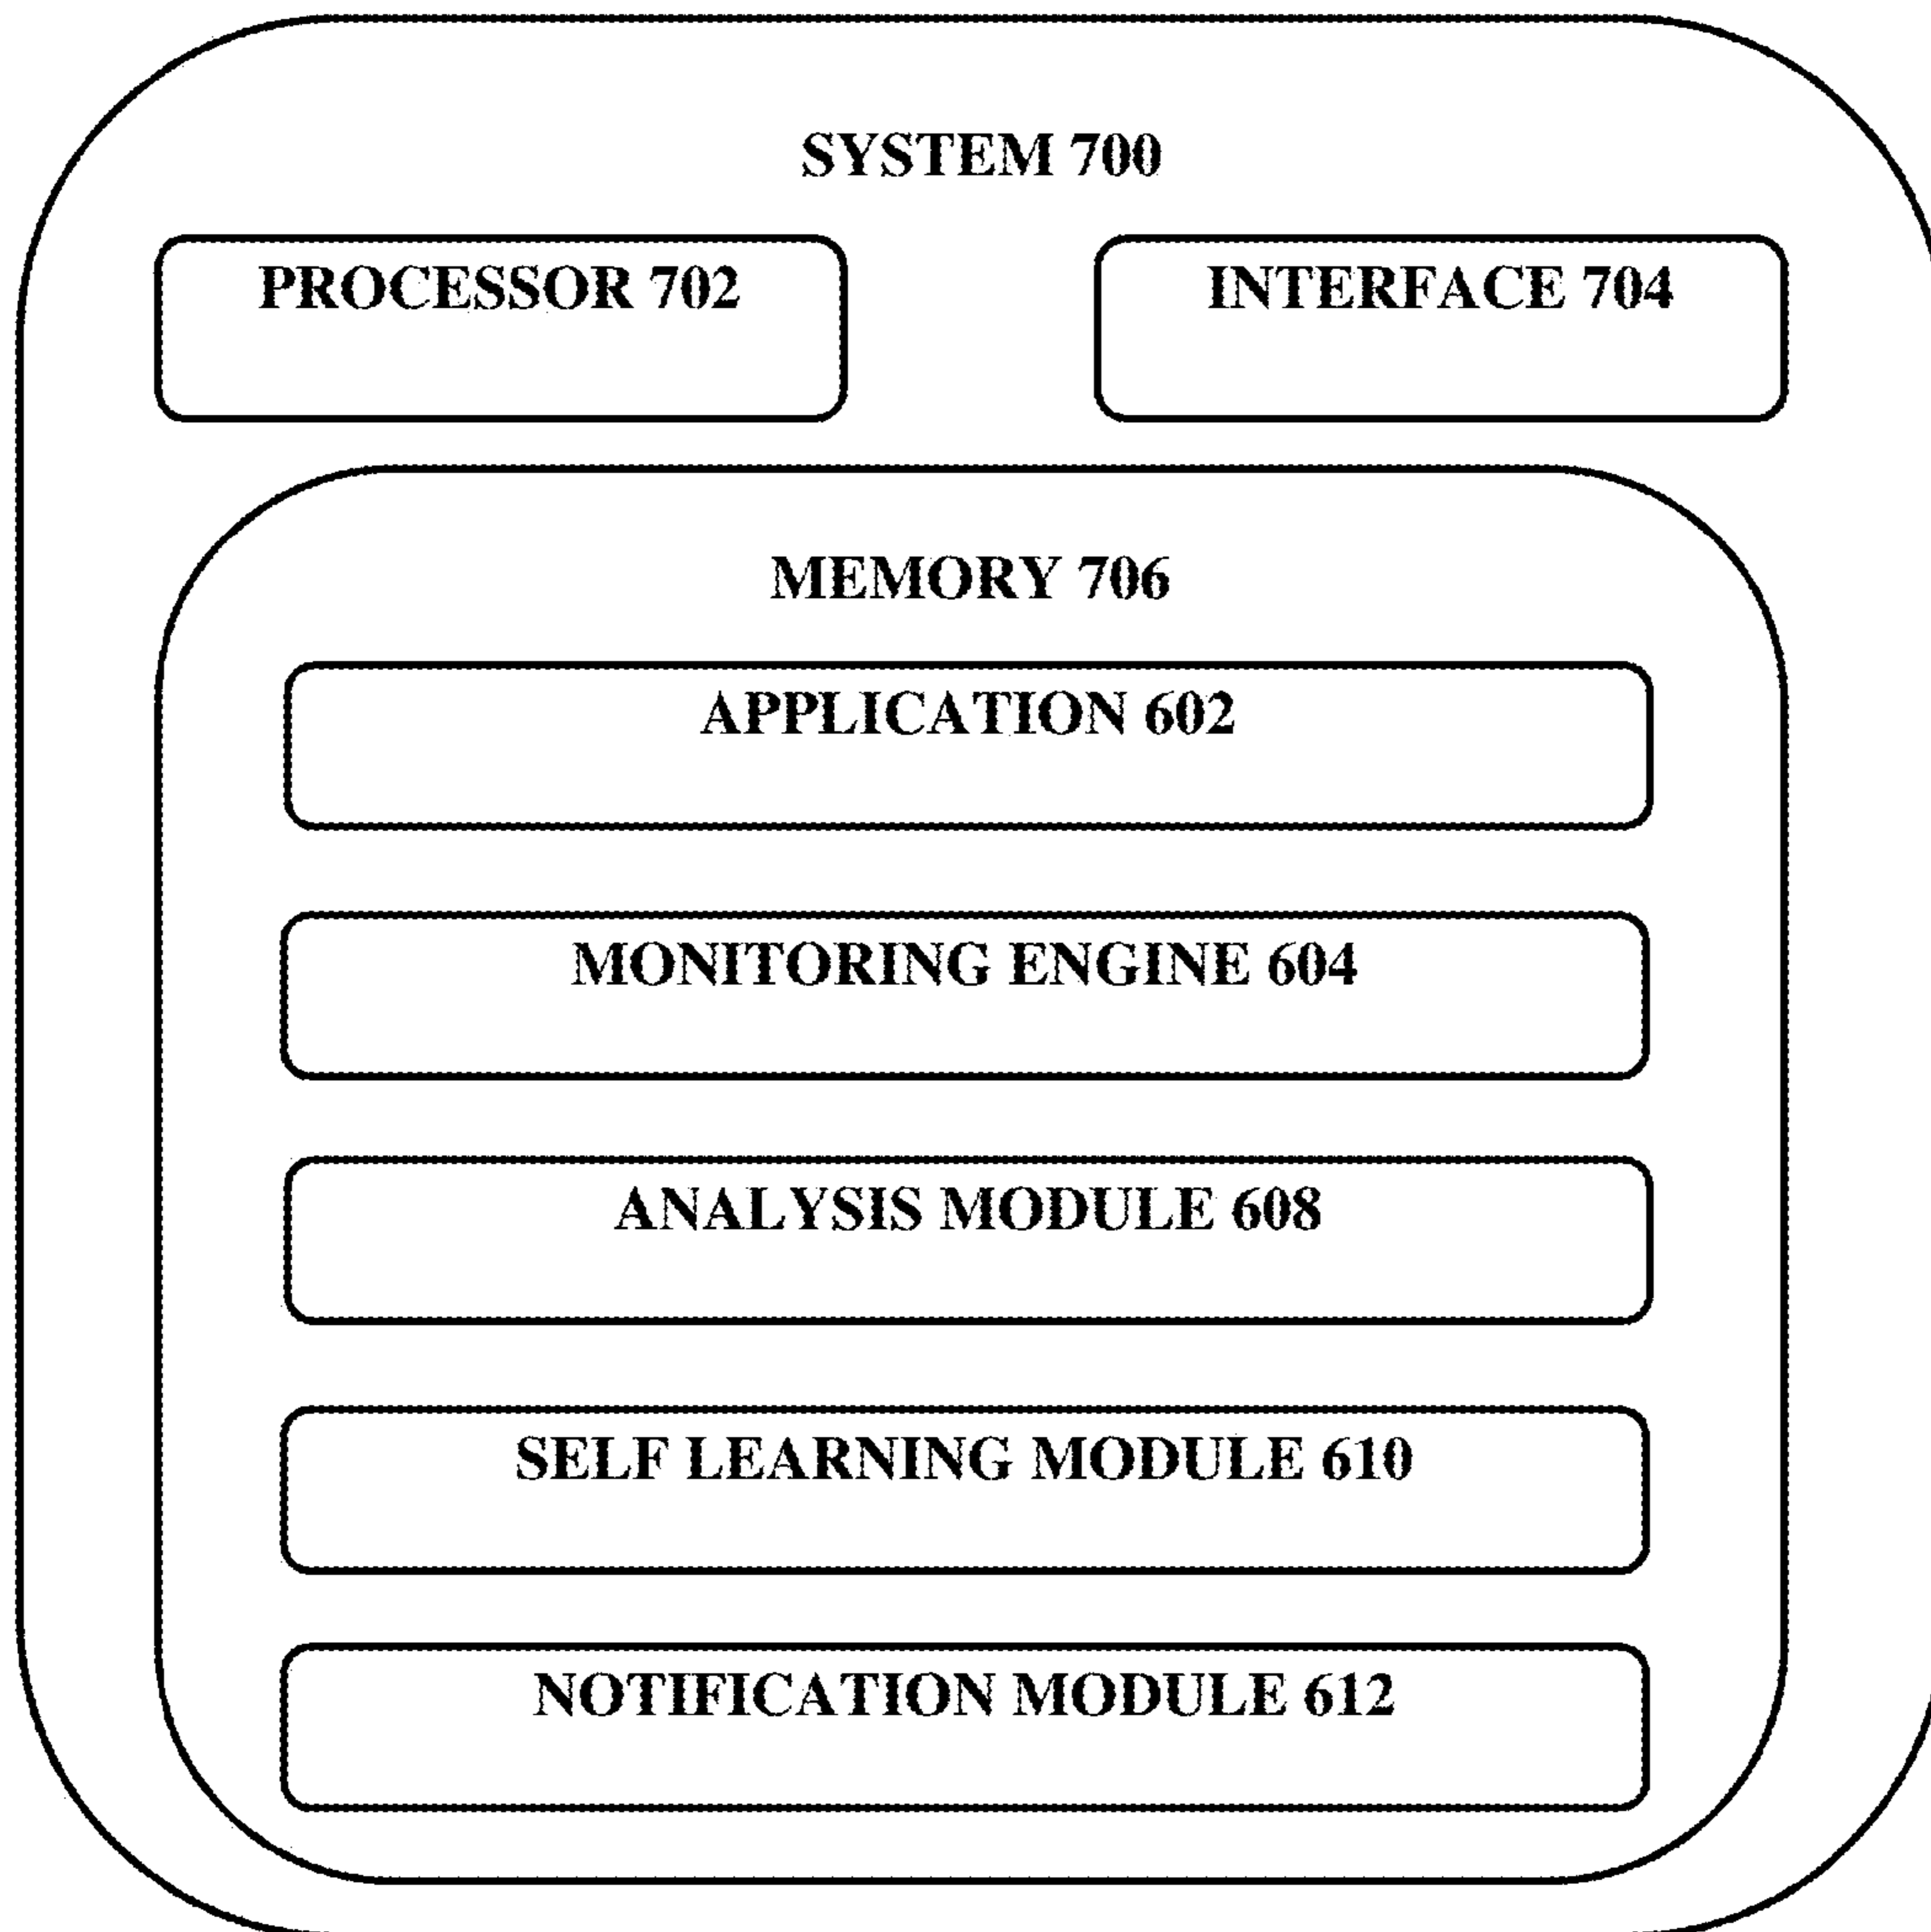 SYSTEM 700
PROCESSOR 702
INTERFACE 704
MEMORY 706
APPLICATION 602
MONITORING ENGINE 604
ANALYSIS MODULE 608
SELF LEARNING MODULE 610
NOTIFICATION MODULE 612